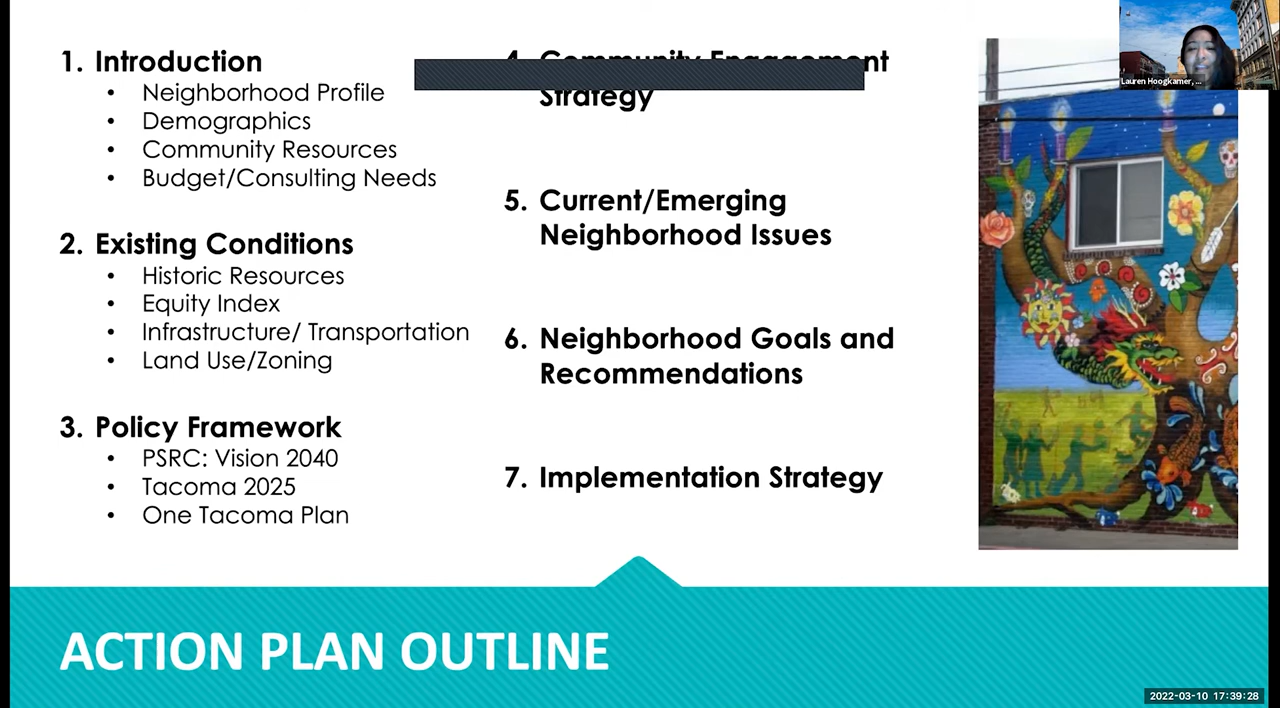 1. Introduction
• Neighborhood Profile
• Demographics
• Community Resources
• Budget/Consulting Needs
2. Existing Conditions
• Historic Resources
• Equity Index
• Infrastructure/ Transportation
• Land Use/Zoning
3. Policy Framework
• PSRC: Vision 2040
• Tacoma 2025
• One Tacoma Plan
4. Community Engagement
Strategy
5. Current/Emerging
Neighborhood Issues
6. Neighborhood Goals and
Recommendations
7. Implementation Strategy
ACTION PLAN OUTLINE
Lauren Hoogkamer, ...
2022-03-10 17:39:28